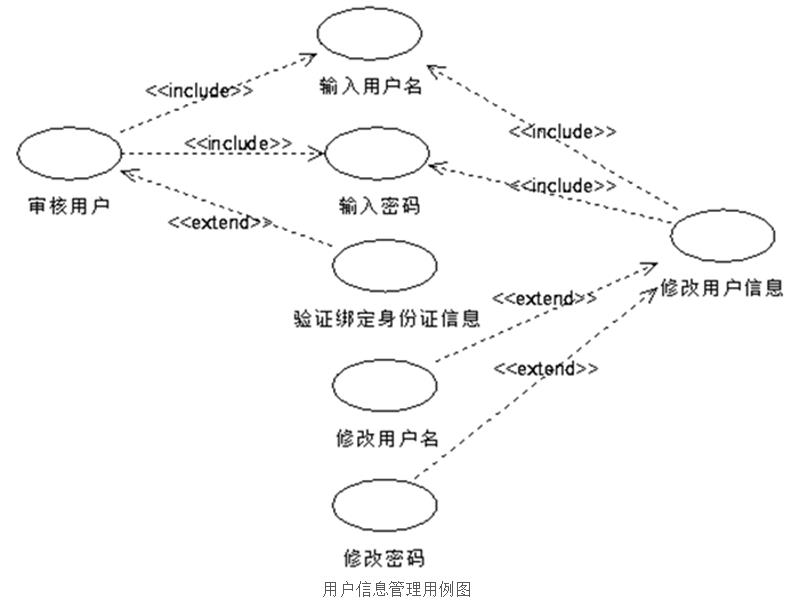 输入用户名
<<include>>
<<include>>
<<include>>
审核用户
输入密码
<<include>>
<<extend>>
验证绑定身份证信息
修改用户信息
<<extend>>
<<extend>>
修改用户名
修改密码
用户信息管理用例图